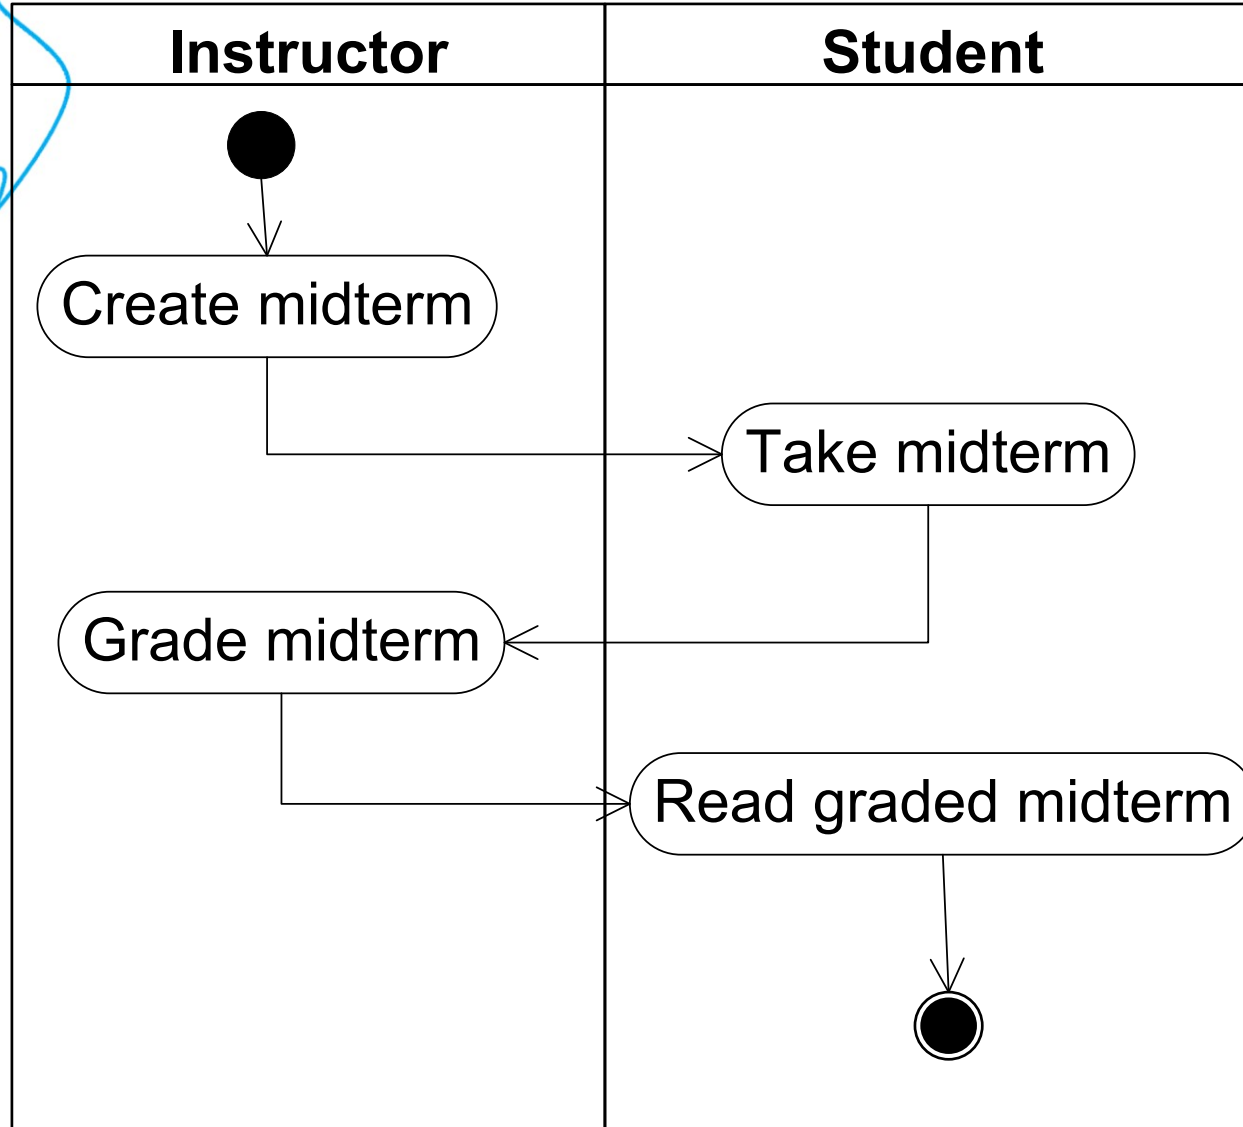 Instructor
Student
Create midterm
Take midterm
Grade midterm
Read graded midterm